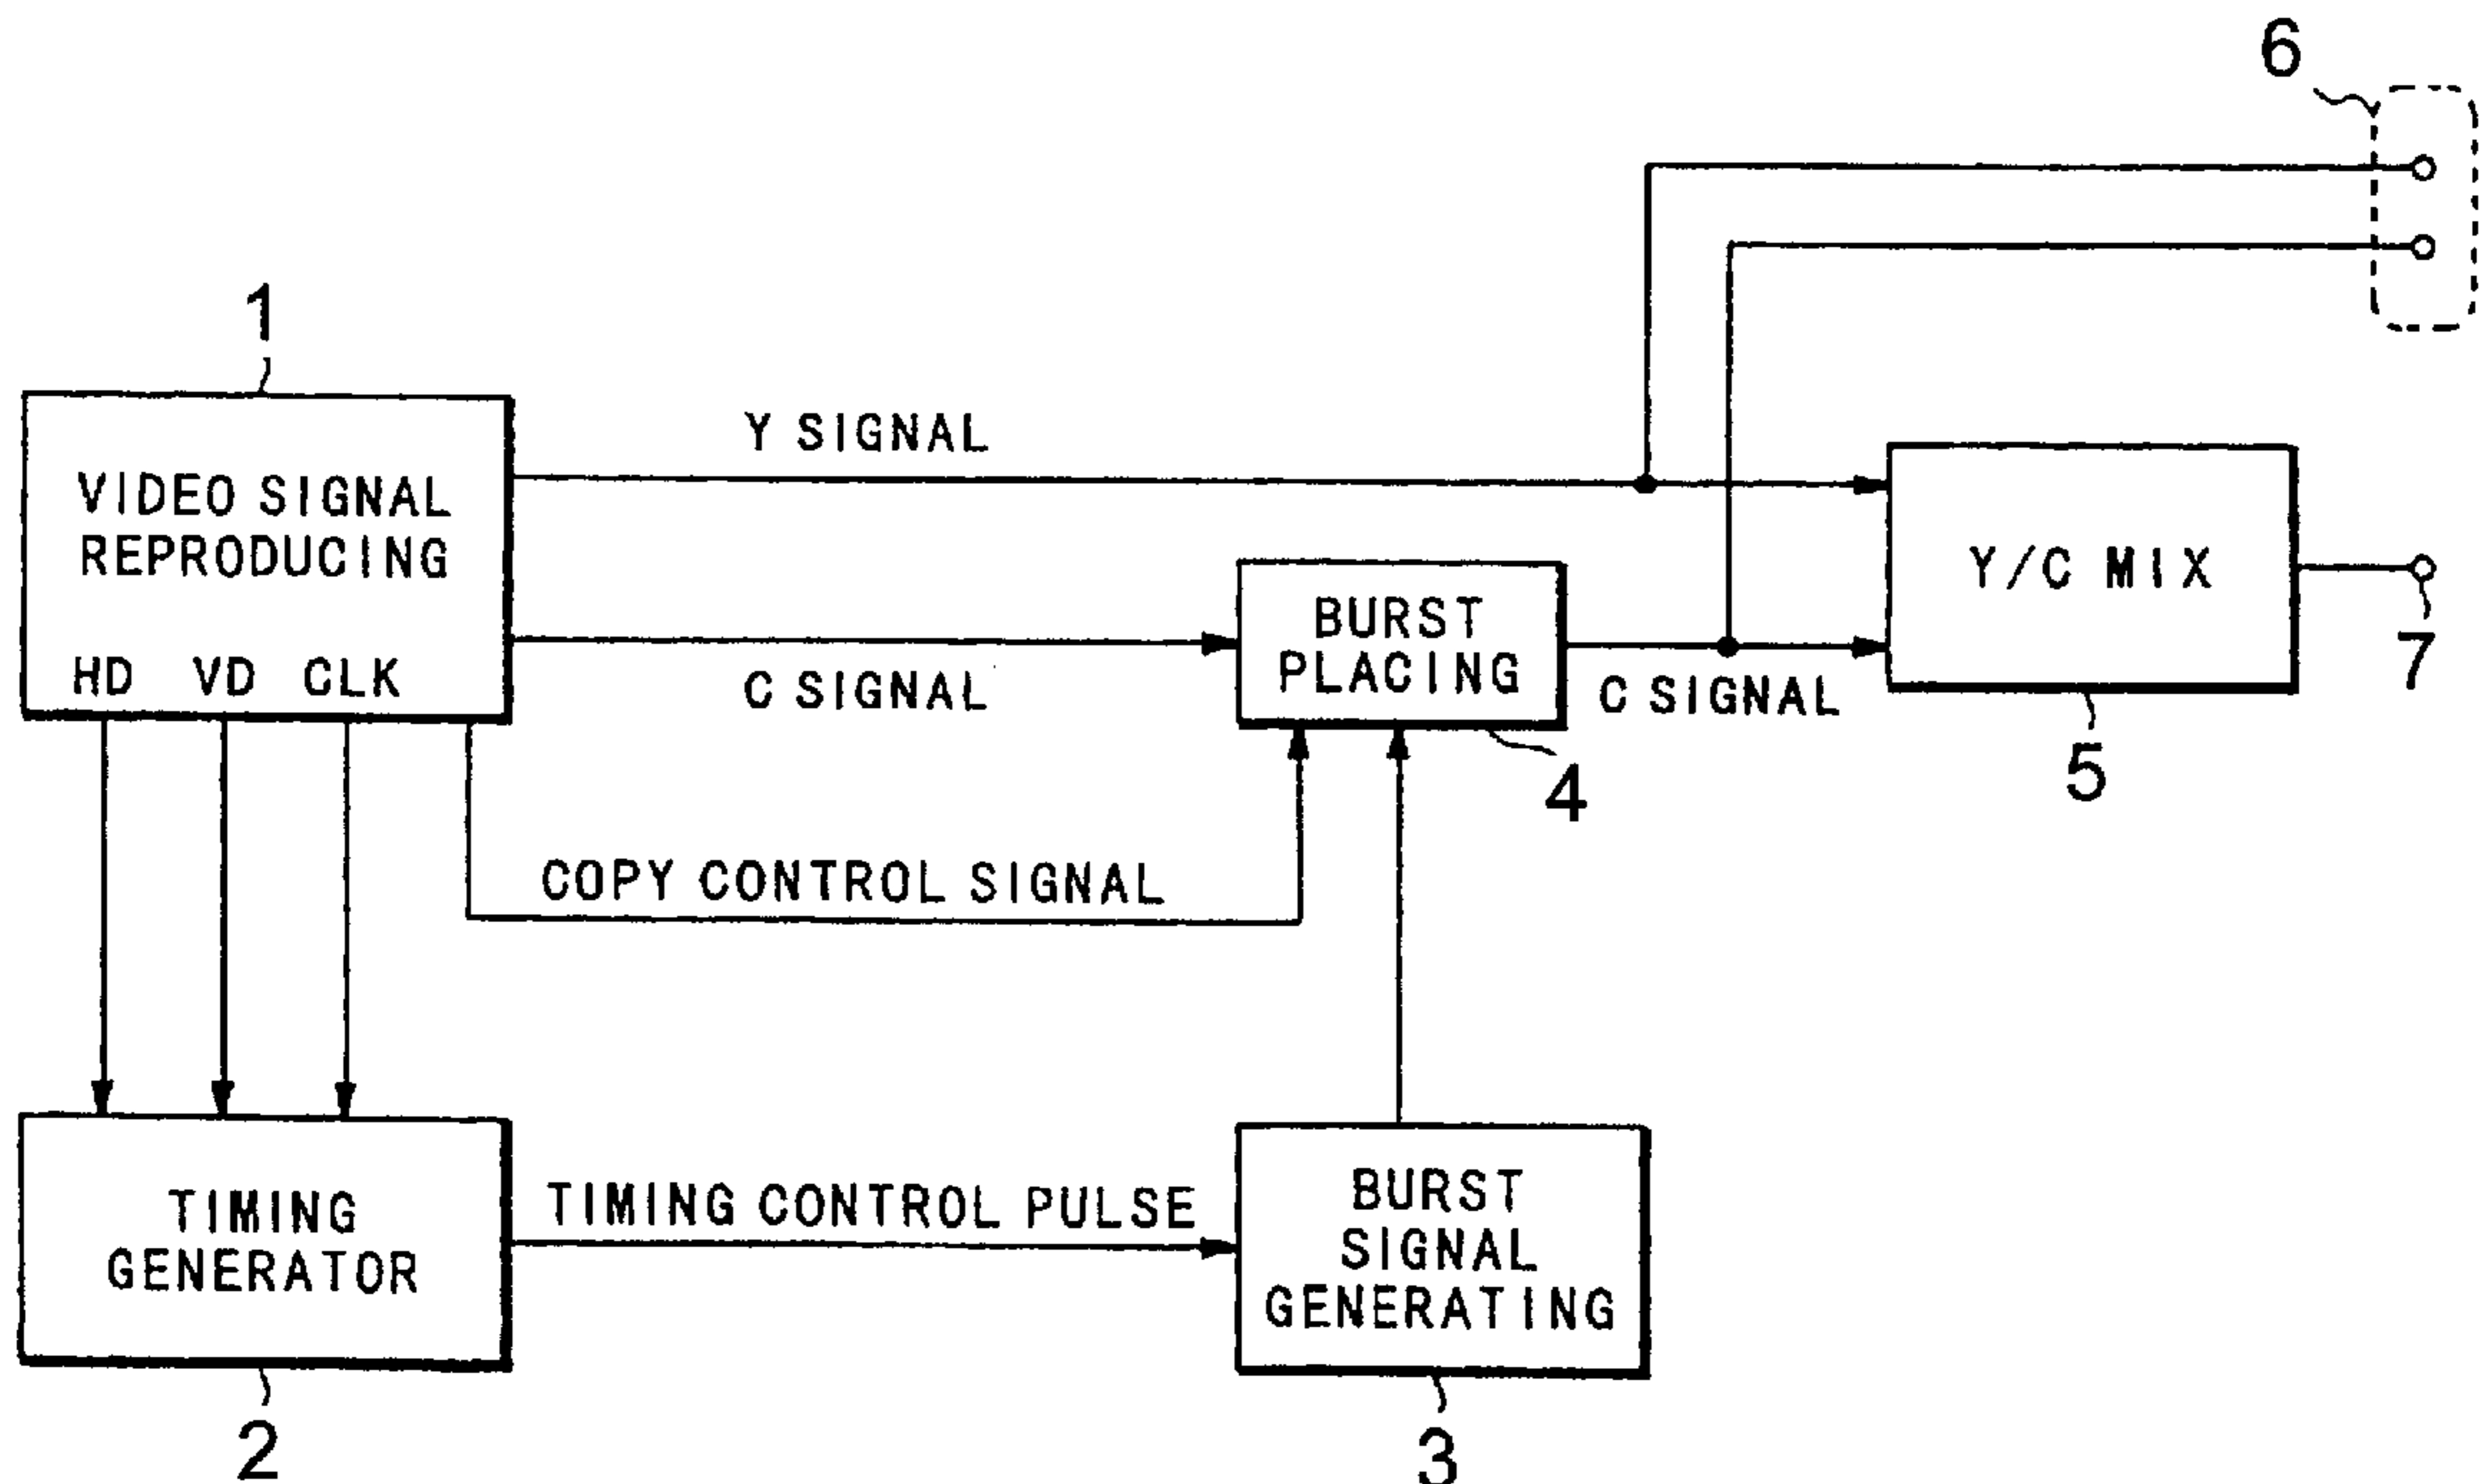 6
1
Y SIGNAL
VIDEO SIGNAL
REPRODUCING
HD VD CLK
C SIGNAL
BURST
PLACING
C SIGNAL
Y/C MIX
7
5
4
COPY CONTROL SIGNAL
TIMING
GENERATOR
TIMING CONTROL PULSE
BURST
SIGNAL
GENERATING
2
3